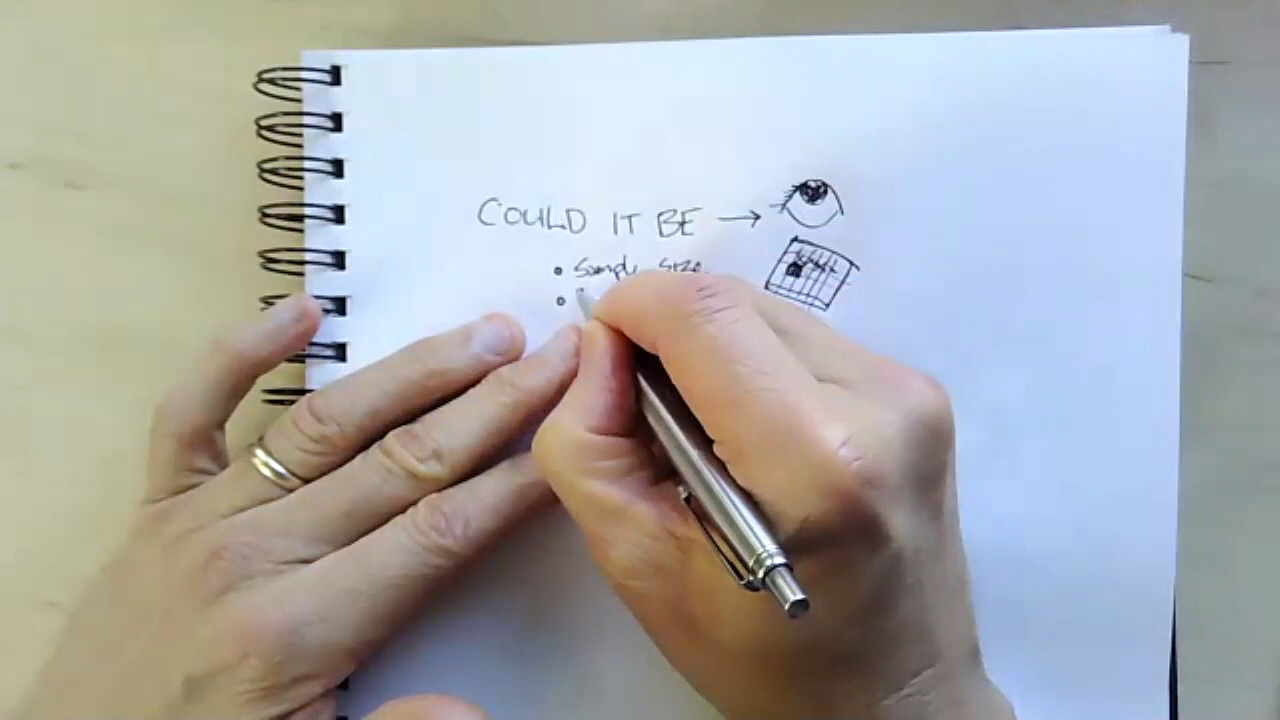 COULD IT BE →
• Sample size
•